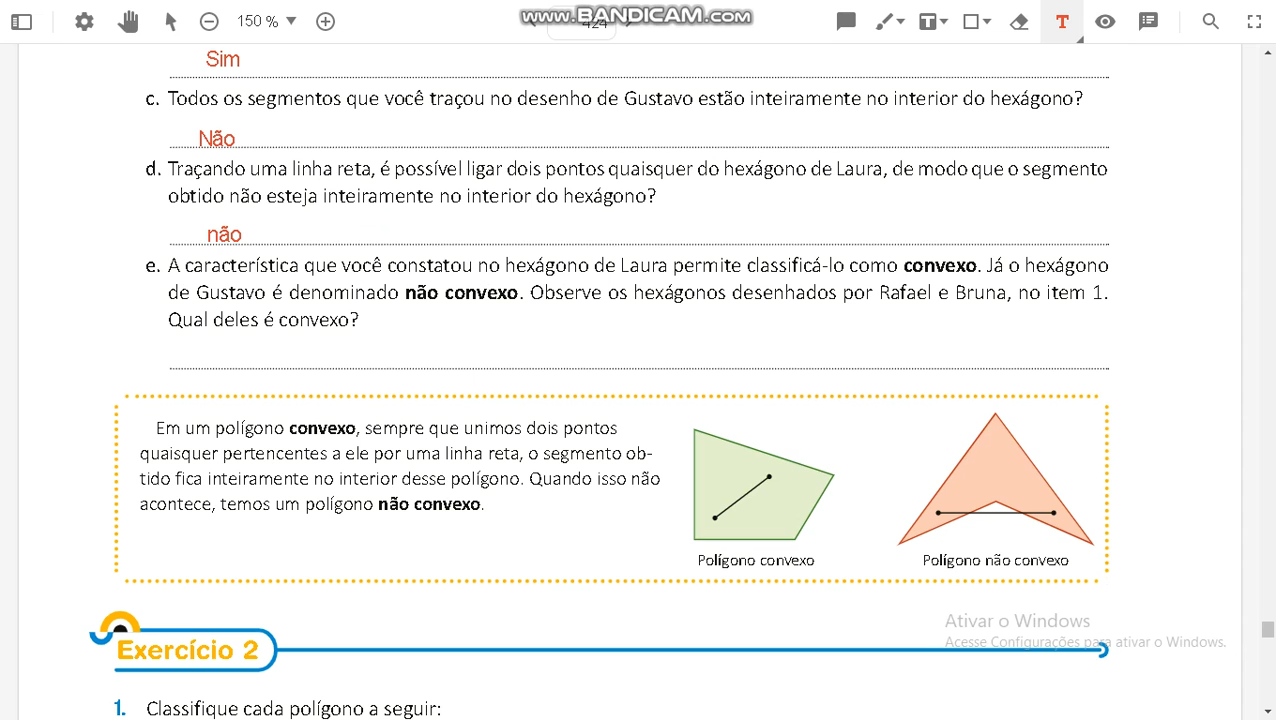 150 %
www.BANDICAM.com
424
Sim
c. Todos os segmentos que você traçou no desenho de Gustavo estão inteiramente no interior do hexágono?
Não
d. Traçando uma linha reta, é possível ligar dois pontos quaisquer do hexágono de Laura, de modo que o segmento
obtido não esteja inteiramente no interior do hexágono?
não
e. A característica que você constatou no hexágono de Laura permite classificá-lo como convexo. Já o hexágono
de Gustavo é denominado não convexo. Observe os hexágonos desenhados por Rafael e Bruna, no item 1.
Qual deles é convexo?
Em um polígono convexo, sempre que unimos dois pontos
quaisquer pertencentes a ele por uma linha reta, o segmento ob-
tido fica inteiramente no interior desse polígono. Quando isso não
acontece, temos um polígono não convexo.
Polígono convexo
Polígono não convexo
Ativar o Windows
Acesse Configurações para ativar o Windows.
Exercício 2
1. Classifique cada polígono a seguir: